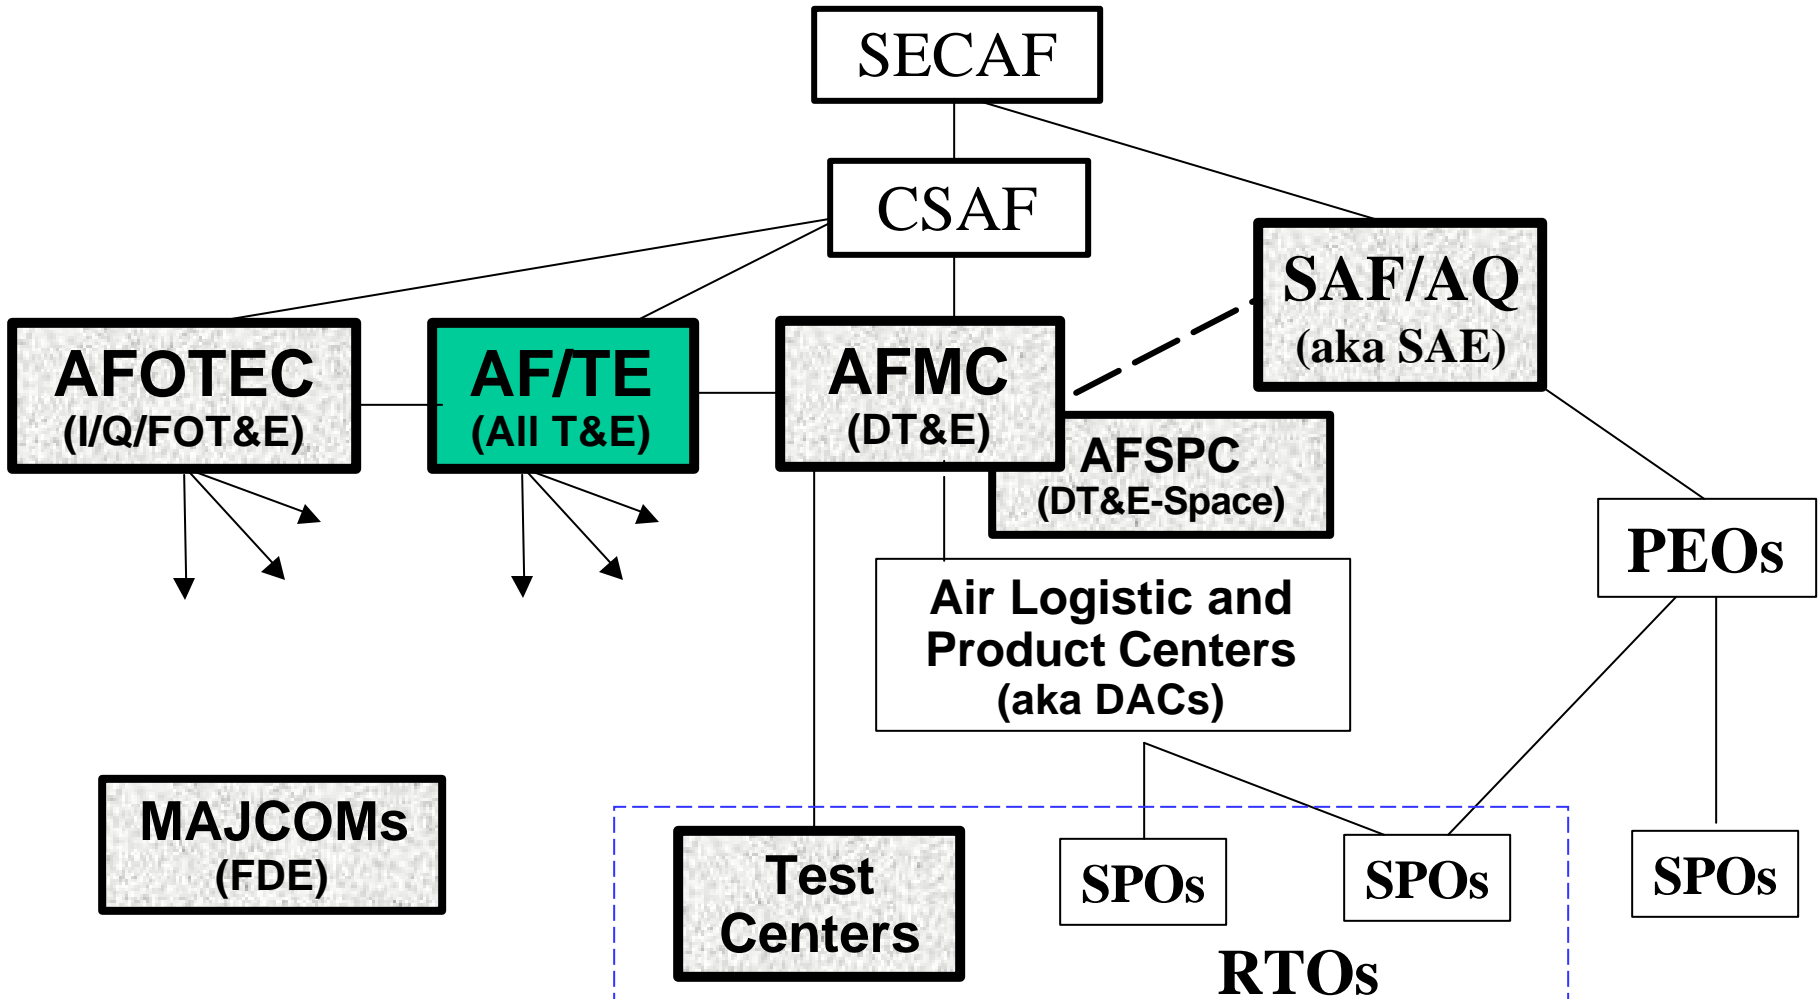 SECAF
CSAF
SAF/AQ
(aka SAE)
AFOTEC
(I/Q/FOT&E)
AF/TE
(All T&E)
AFMC
(DT&E)
AFSPC
(DT&E-Space)
PEOs
Air Logistic and
Product Centers
(aka DACs)
MAJCOMs
(FDE)
Test
Centers
SPOs
SPOs
SPOs
RTOs